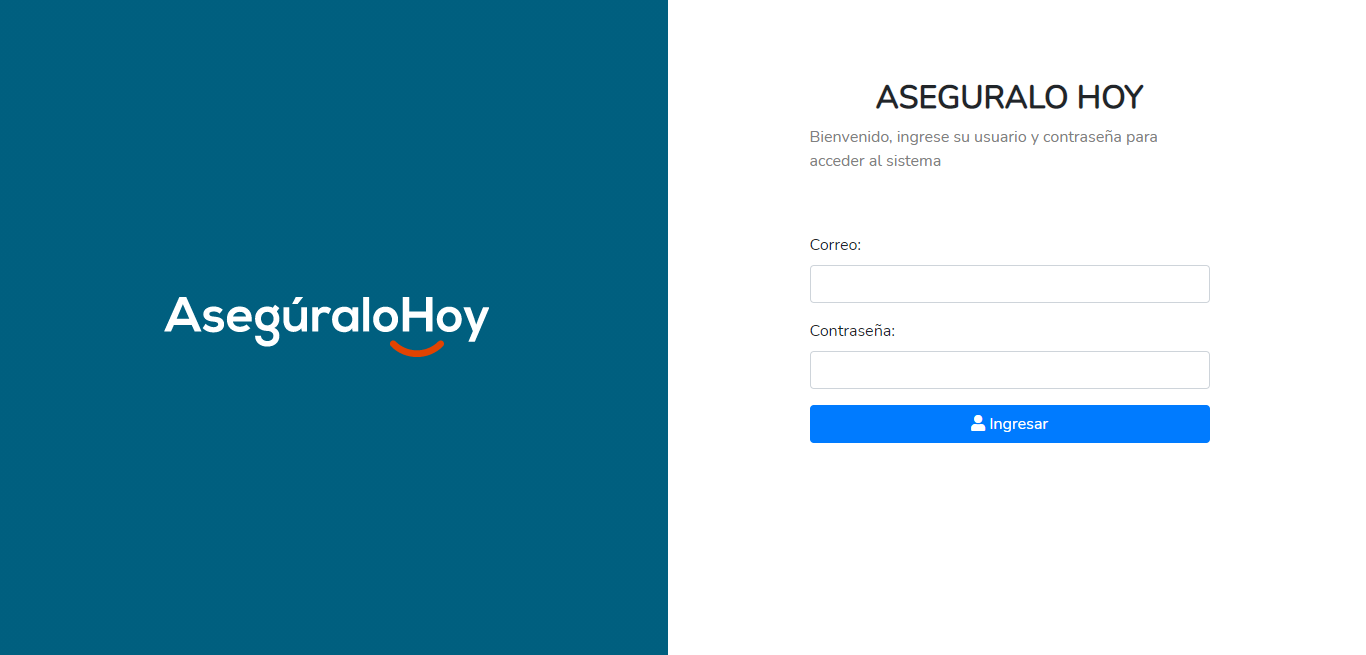 AsegúraloHoy
ASEGURALO HOY
Bienvenido, ingrese su usuario y contraseña para
acceder al sistema
Correo:
Contraseña:
Ingresar